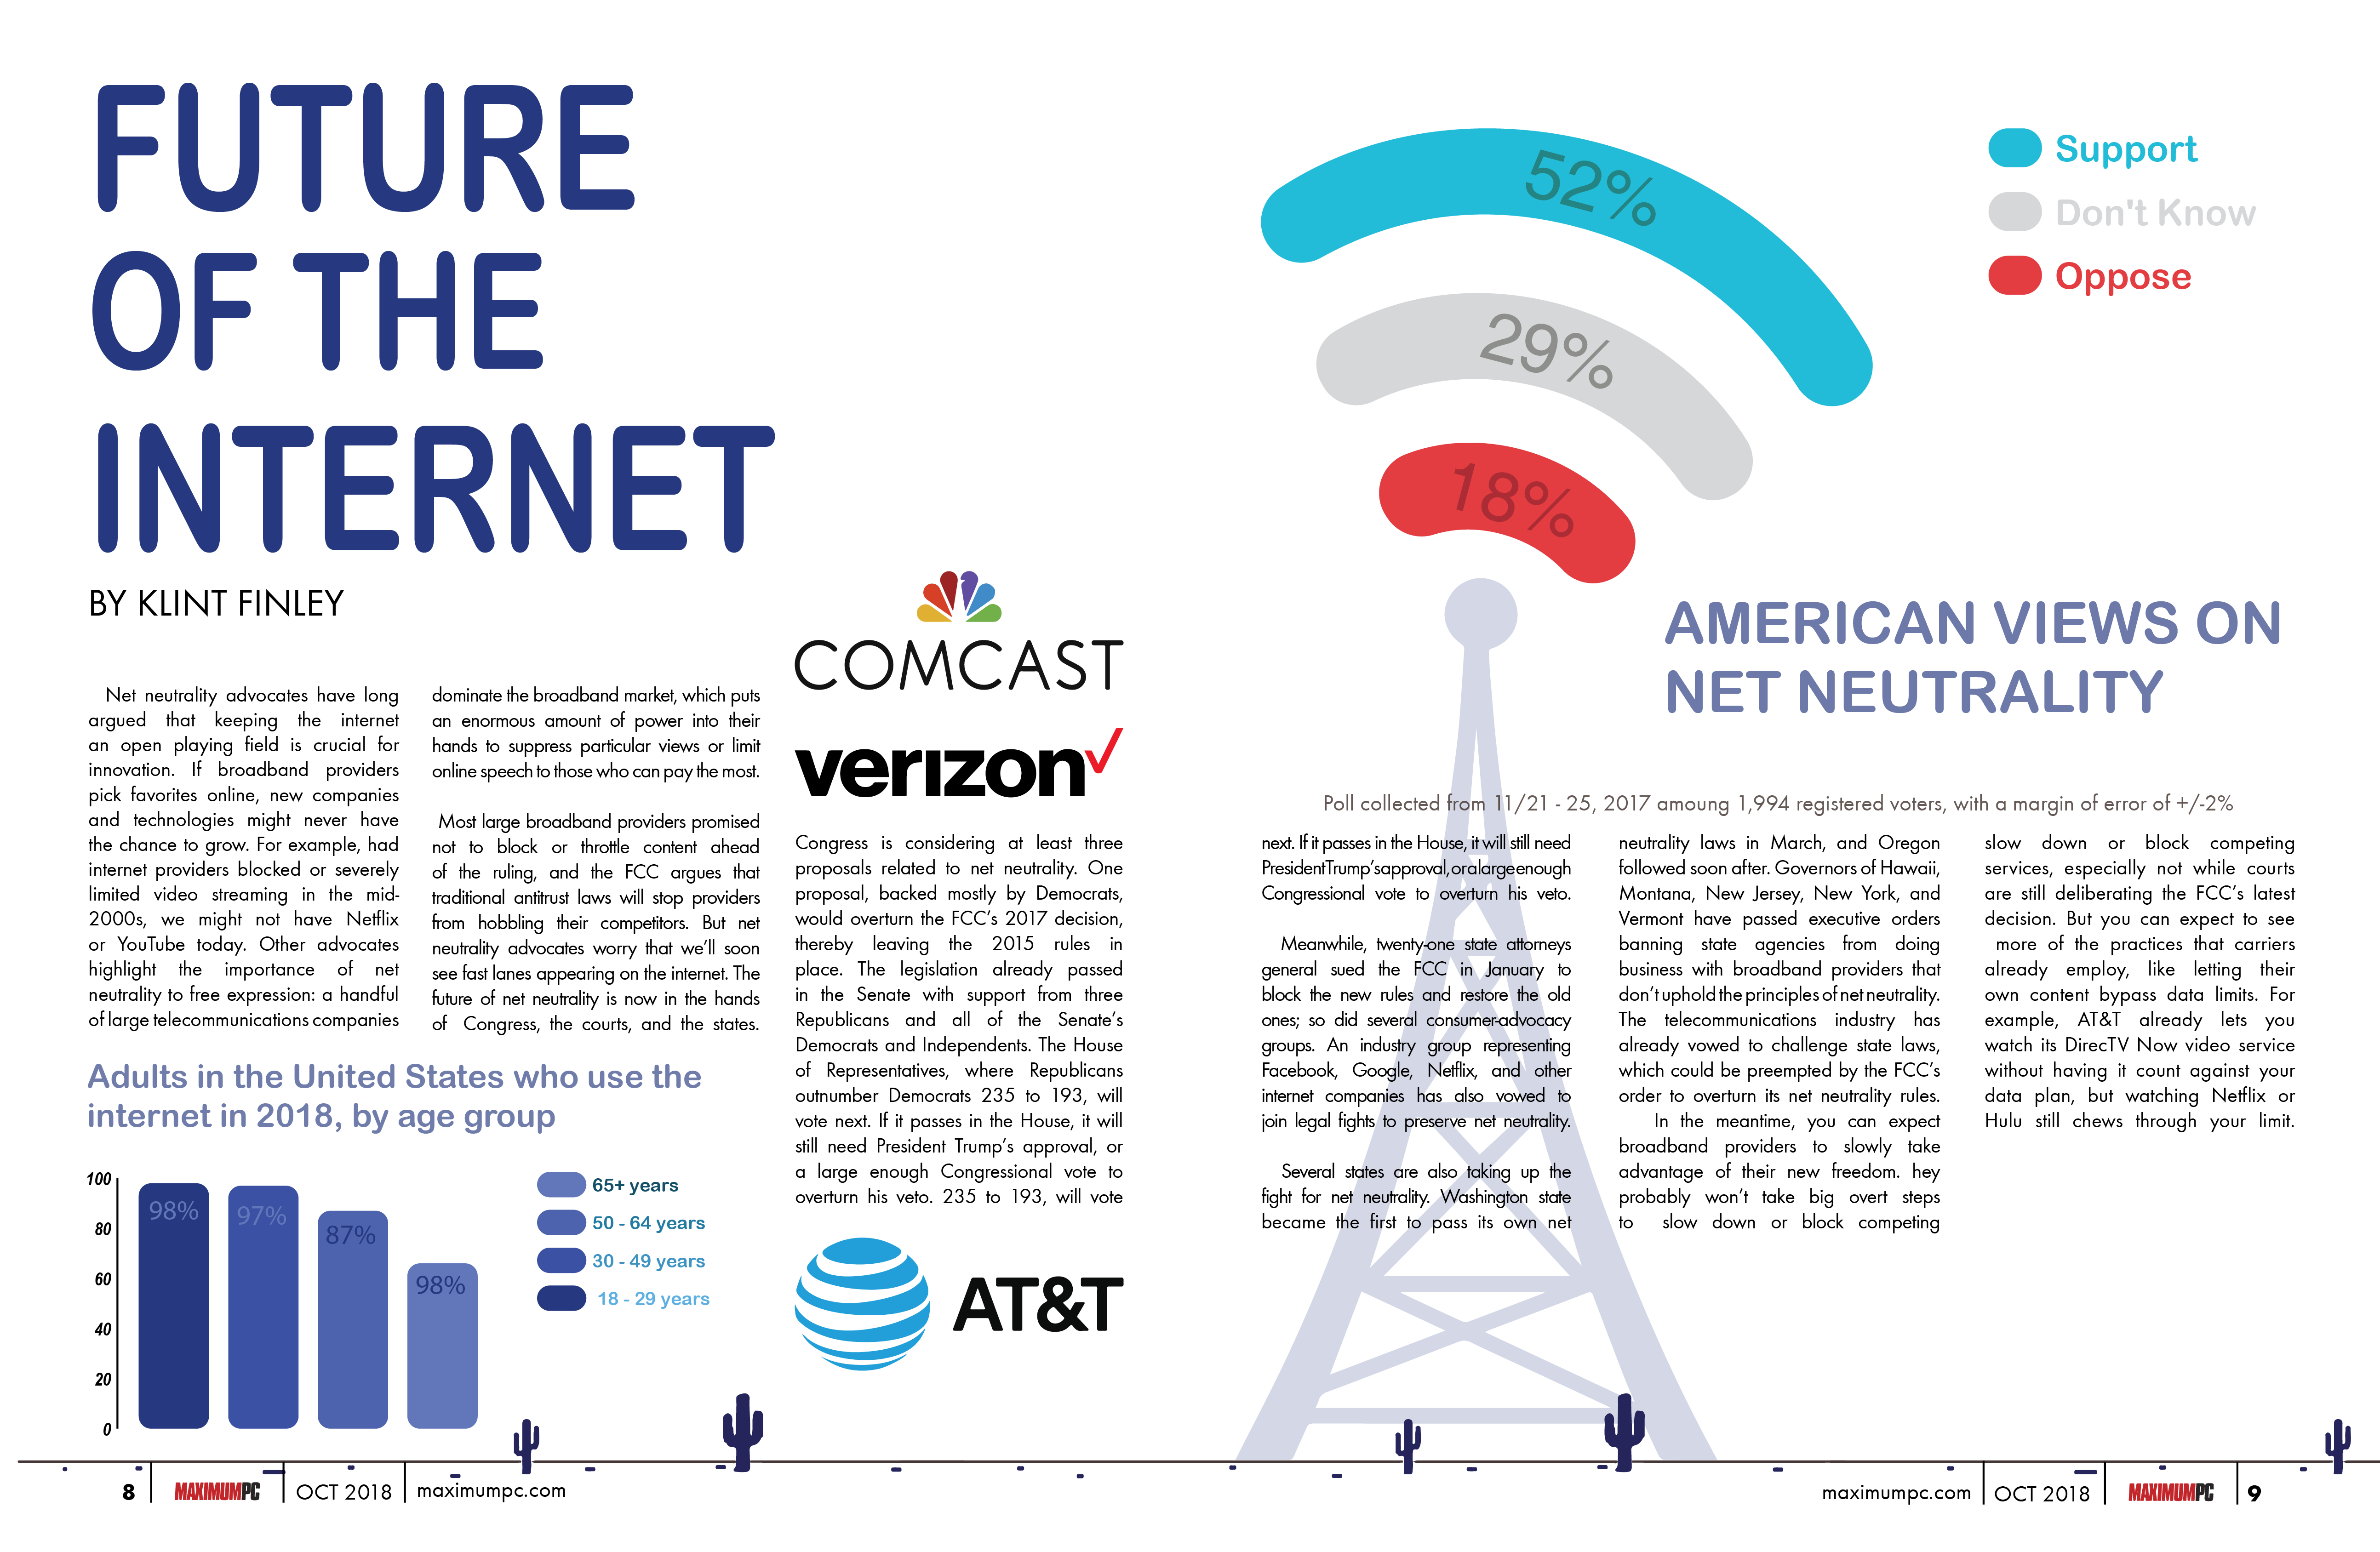 FUTURE
OF THE
INTERNET
BY KLINT FINLEY
Net neutrality advocates have long
argued that keeping the internet
an open playing field is crucial for
innovation. If broadband providers
pick favorites online, new companies
and technologies might never have
the chance to grow. For example, had
internet providers blocked or severely
limited video streaming in the mid-
2000s, we might not have Netflix
or YouTube today. Other advocates
highlight the importance of net
neutrality to free expression: a handful
of large telecommunications companies
dominate the broadband market, which puts
an enormous amount of power into their
hands to suppress particular views or limit
online speech to those who can pay the most.
Most large broadband providers promised
not to block or throttle content ahead
of the ruling, and the FCC argues that
traditional antitrust laws will stop providers
from hobbling their competitors. But net
neutrality advocates worry that we'll soon
see fast lanes appearing on the internet. The
future of net neutrality is now in the hands
of Congress, the courts, and the states.
Adults in the United States who use the
internet in 2018, by age group
100
80
60
40
20
0
98%
97%
87%
98%
65+ years
50 - 64 years
30 - 49 years
18 - 29 years
COMCAST
verizon
Congress is considering at least three
proposals related to net neutrality. One
proposal, backed mostly by Democrats,
would overturn the FCC's 2017 decision,
thereby leaving the 2015 rules in
place. The legislation already passed
in the Senate with support from three
Republicans and all of the Senate's
Democrats and Independents. The House
of Representatives, where Republicans
outnumber Democrats 235 to 193, will
vote next. If it passes in the House, it will
still need President Trump's approval, or
a large enough Congressional vote to
overturn his veto. 235 to 193, will vote
AT&T
52%
29%
18%
Support
Don't Know
Oppose
AMERICAN VIEWS ON
NET NEUTRALITY
Poll collected from 11/21 - 25, 2017 amoung 1,994 registered voters, with a margin of error of +/-2%
next. If it passes in the House, it will still need
President Trump's approval, or a large enough
Congressional vote to overturn his veto.
Meanwhile, twenty-one state attorneys
general sued the FCC in January to
block the new rules and restore the old
ones; so did several consumer-advocacy
groups. An industry group representing
Facebook, Google, Netflix, and other
internet companies has also vowed to
join legal fights to preserve net neutrality.
Several states are also taking up the
fight for net neutrality. Washington state
became the first to pass its own net
neutrality laws in March, and Oregon
followed soon after. Governors of Hawaii,
Montana, New Jersey, New York, and
Vermont have passed executive orders
banning state agencies from doing
business with broadband providers that
don't uphold the principles of net neutrality.
The telecommunications industry has
already vowed to challenge state laws,
which could be preempted by the FCC's
order to overturn its net neutrality rules.
In the meantime, you can expect
broadband providers to slowly take
advantage of their new freedom. hey
probably won't take big overt steps
to slow down or block competing
slow down or block competing
services, especially not while courts
are still deliberating the FCC's latest
decision. But you can expect to see
more of the practices that carriers
already employ, like letting their
own content bypass data limits. For
example, AT&T already lets you
watch its DirecTV Now video service
without having it count against your
data plan, but watching Netflix or
Hulu still chews through your limit.
8 MAXIMUMPC OCT 2018 maximumpc.com
maximumpc.com OCT 2018 MAXIMUMPC 9